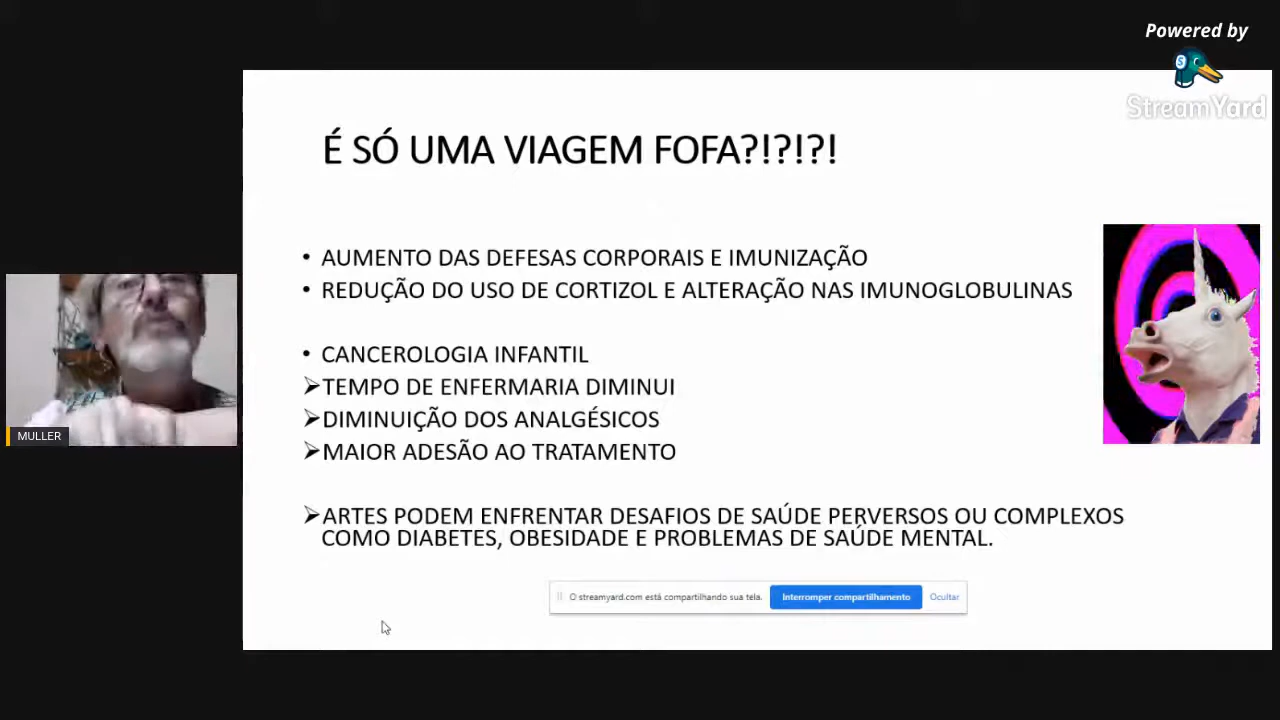 Powered by
StreamYard
É SÓ UMA VIAGEM FOFA?!?!?!
• AUMENTO DAS DEFESAS CORPORAIS E IMUNIZAÇÃO
• REDUÇÃO DO USO DE CORTIZOL E ALTERAÇÃO NAS IMUNOGLOBULINAS
• CANCEROLOGIA INFANTIL
➢TEMPO DE ENFERMARIA DIMINUI
➢DIMINUIÇÃO DOS ANALGÉSICOS
➢MAIOR ADESÃO AO TRATAMENTO
➢ARTES PODEM ENFRENTAR DESAFIOS DE SAÚDE PERVERSOS OU COMPLEXOS
COMO DIABETES, OBESIDADE E PROBLEMAS DE SAÚDE MENTAL.
MULLER
O streamyard.com está compartilhando sua tela. Interromper compartilhamento Ocultar